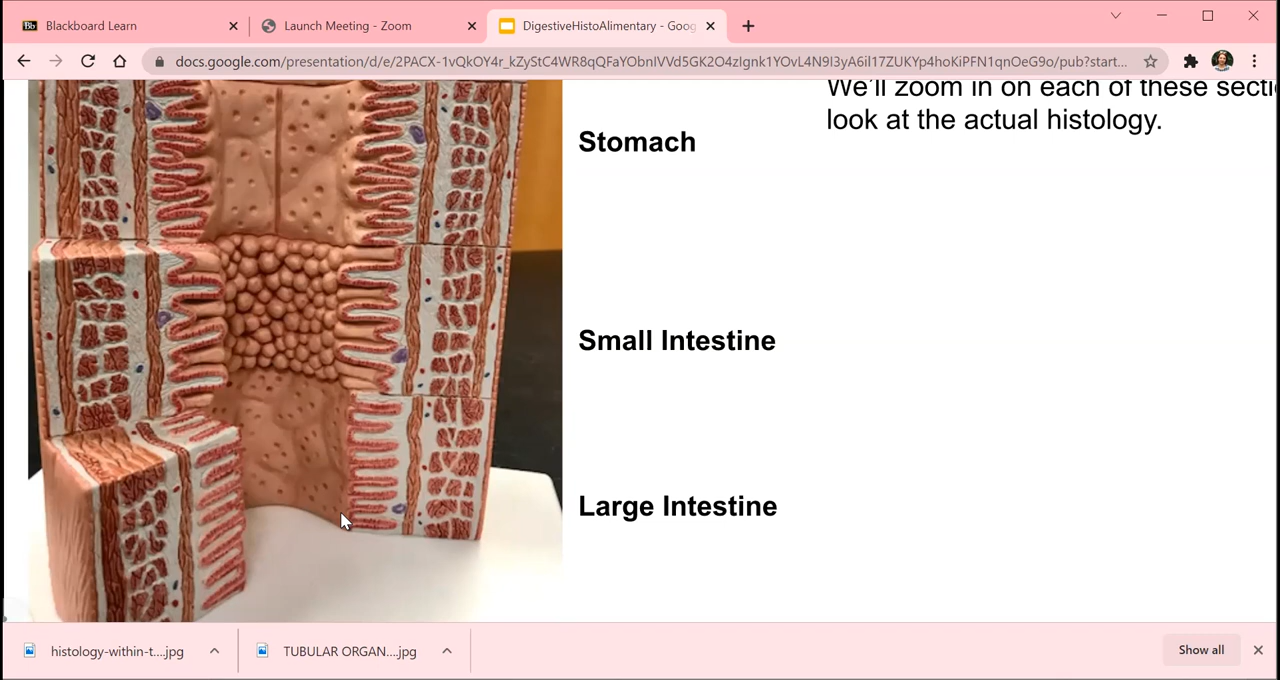 Blackboard Learn
Launch Meeting - Zoom
DigestiveHistoAlimentary - Goog
docs.google.com/presentation/d/e/2PACX-1vQkOY4r_kZyStC4WR8qQFaYObnIVVd5GK2O4zIgnk1YOvL4N9I3yA6il17ZUKYp4hoKiPFN1qnOeG9o/pub?start...
We'll zoom in on each of these secti
look at the actual histology.
Stomach
Small Intestine
Large Intestine
histology-within-t....jpg
TUBULAR ORGAN....jpg
Show all